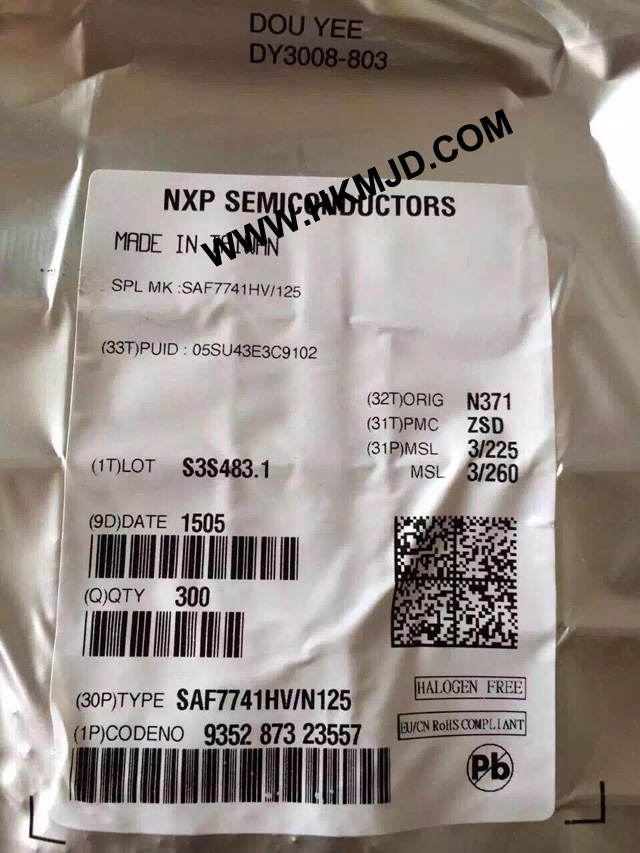 DOU YEE
DY3008-803
WWW.HKMJD.COM
NXP SEMICONDUCTORS
MADE IN TAIWAN
SPL MK :SAF7741HV/125
(33T)PUID : 05SU43E3C9102
(32T)ORIG N371
(31T)PMC ZSD
(31P)MSL 3/225
MSL 3/260
(1T)LOT S3S483.1
(9D)DATE 1505
(Q)QTY 300
HALOGEN FREE
(30P)TYPE SAF7741HV/N125
EU/CN RoHS COMPLIANT
(1P)CODENO 9352 873 23557
Pb